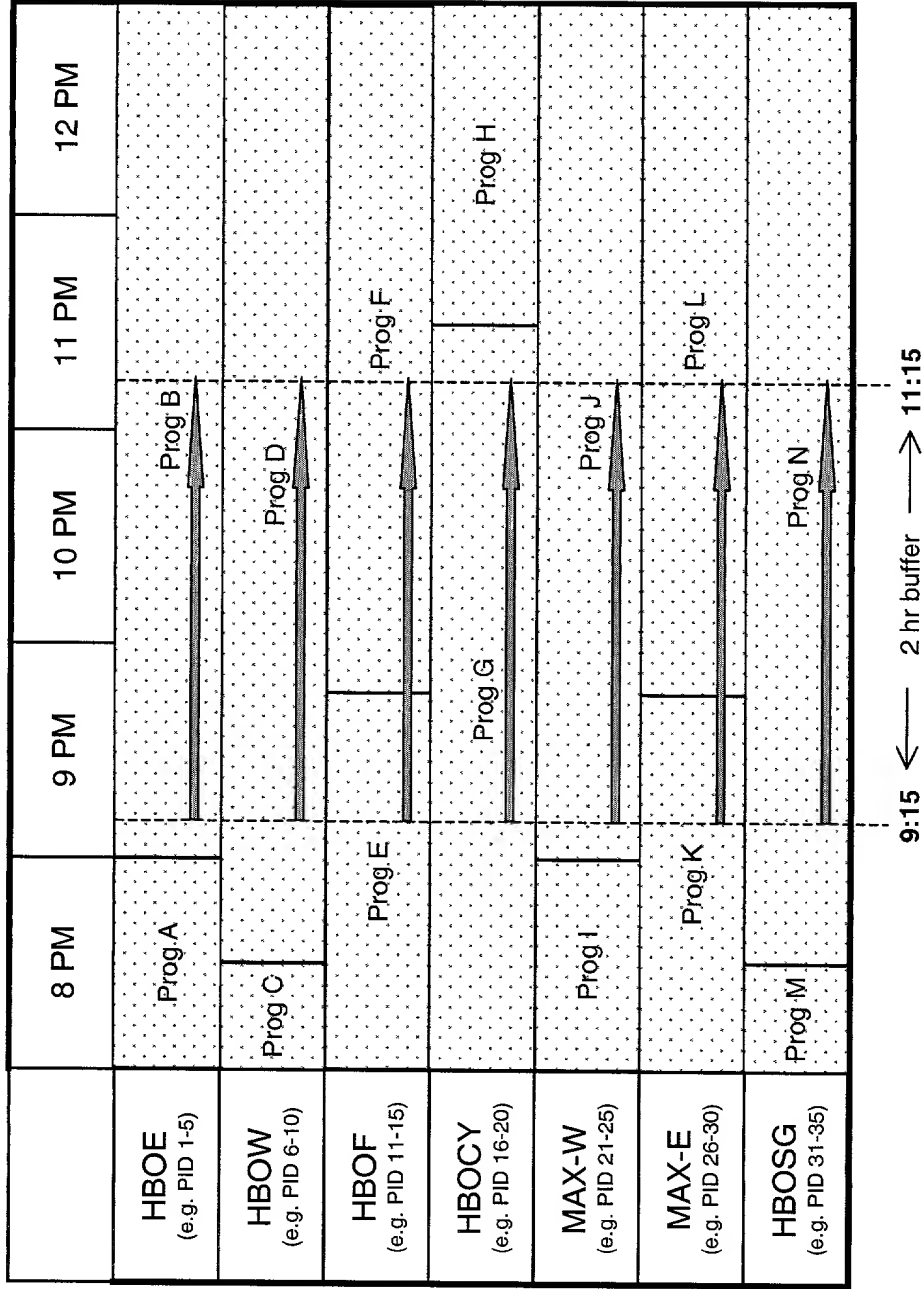 8 PM 9 PM 10 PM 11 PM 12 PM
HBOE
(e.g. PID 1-5)
Prog A Prog B
HBOW
(e.g. PID 6-10)
Prog C Prog D
HBOF
(e.g. PID 11-15)
Prog E Prog F
HBOCY
(e.g. PID 16-20)
Prog G Prog H
MAX-W
(e.g. PID 21-25)
Prog I Prog J
MAX-E
(e.g. PID 26-30)
Prog K Prog L
HBOSG
(e.g. PID 31-35)
Prog M Prog N
9:15 2 hr buffer 11:15